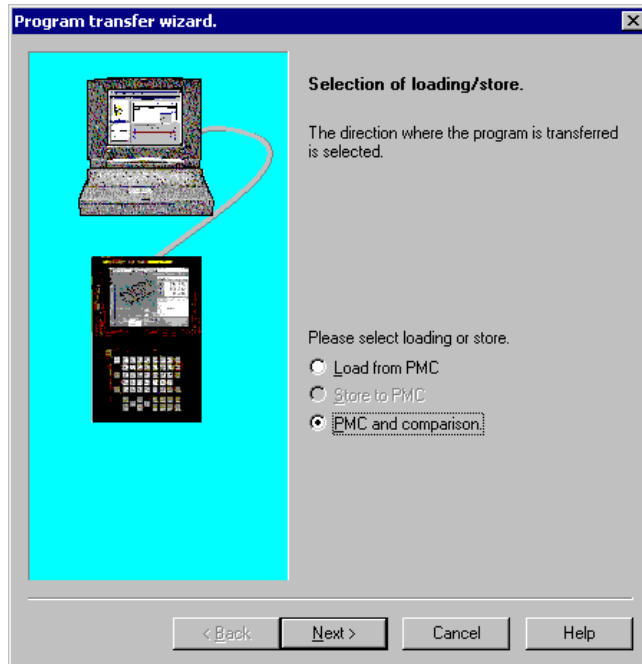 Program transfer wizard.
Selection of loading/store.
The direction where the program is transferred
is selected.
Please select loading or store.
Load from PMC
Store to PMC
PMC and comparison.
< Back
Next >
Cancel
Help